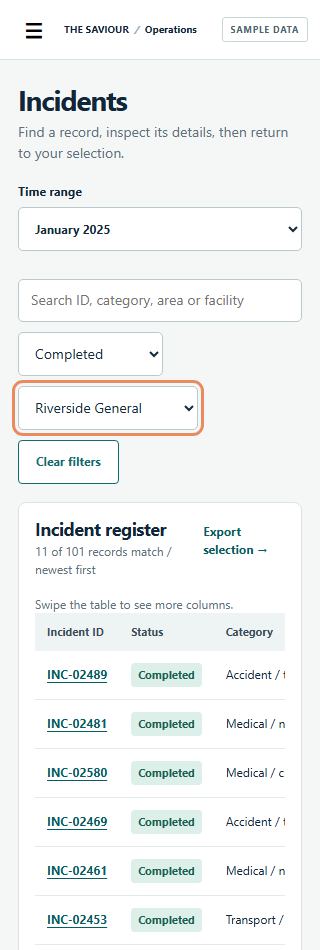 ☰ THE SAVIOUR / Operations SAMPLE DATA
Incidents
Find a record, inspect its details, then return
to your selection.
Time range
January 2025
Search ID, category, area or facility
Completed
Riverside General
Clear filters
Incident register
Export
selection →
11 of 101 records match /
newest first
Swipe the table to see more columns.
Incident ID Status Category
INC-02489 Completed Accident / t
INC-02481 Completed Medical / n
INC-02580 Completed Medical / c
INC-02469 Completed Accident / t
INC-02461 Completed Medical / n
INC-02453 Completed Transport /